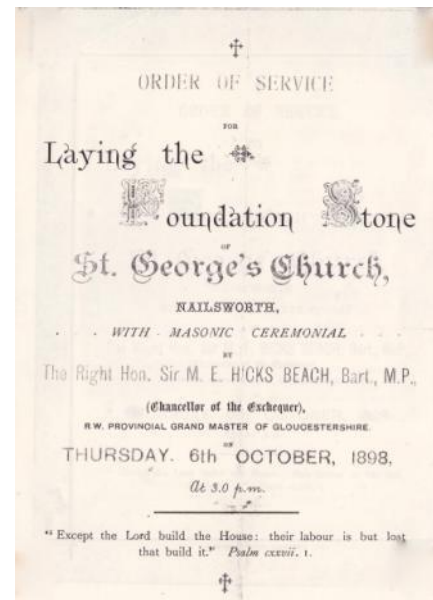 ORDER OF SERVICE
FOR
Laying the
Foundation Stone
OF
St. George's Church,
NAILSWORTH,
WITH MASONIC CEREMONIAL
BY
The Right Hon. Sir M. E. HICKS BEACH, Bart., M.P.,
(Chancellor of the Exchequer),
R.W. PROVINCIAL GRAND MASTER OF GLOUCESTERSHIRE.
ON
THURSDAY. 6th OCTOBER, 1898,
At 3.0 p.m.
"Except the Lord build the House: their labour is but lost
that build it." Psalm cxxvii. 1.